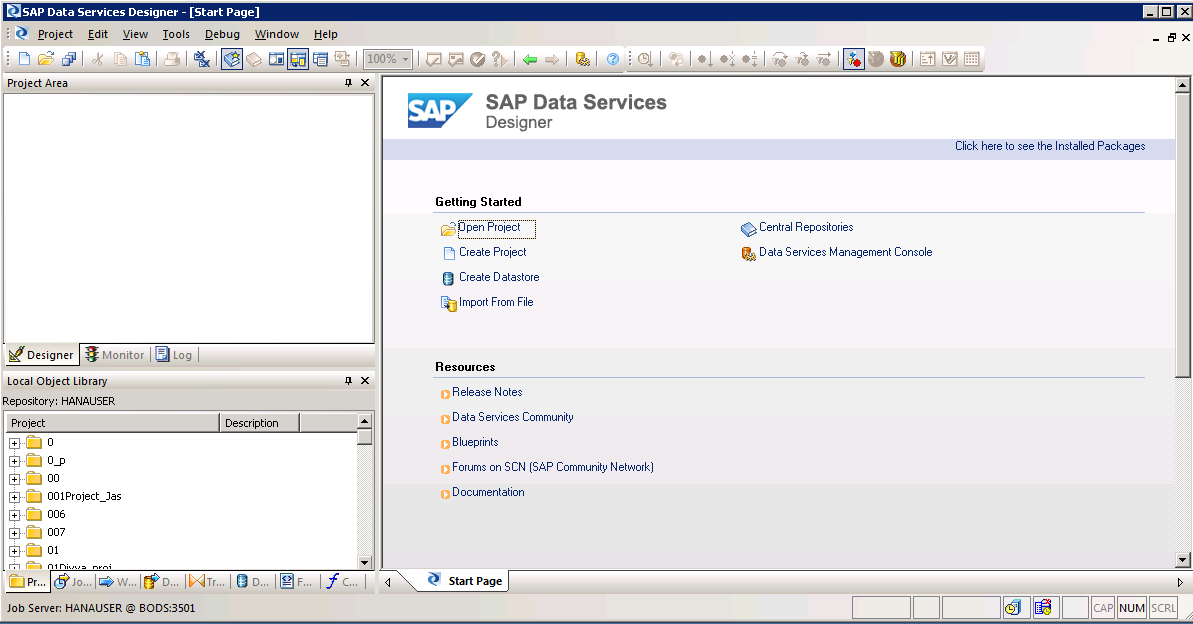 SAP Data Services Designer - [Start Page]
Project Edit View Tools Debug Window Help
100%
Project Area
SAP
SAP Data Services
Designer
Click here to see the Installed Packages
Getting Started
Open Project
Central Repositories
Create Project
Data Services Management Console
Create Datastore
Import From File
Designer Monitor Log
Resources
Release Notes
Data Services Community
Blueprints
Forums on SCN (SAP Community Network)
Documentation
Local Object Library
Repository: HANAUSER
Project Description
0
0_p
00
001Project_Jas
006
007
01
01Divya_proj
Pr... Jo... W... D... Tr... D... F... C...
Start Page
Job Server: HANAUSER @ BODS:3501
CAP NUM SCRL